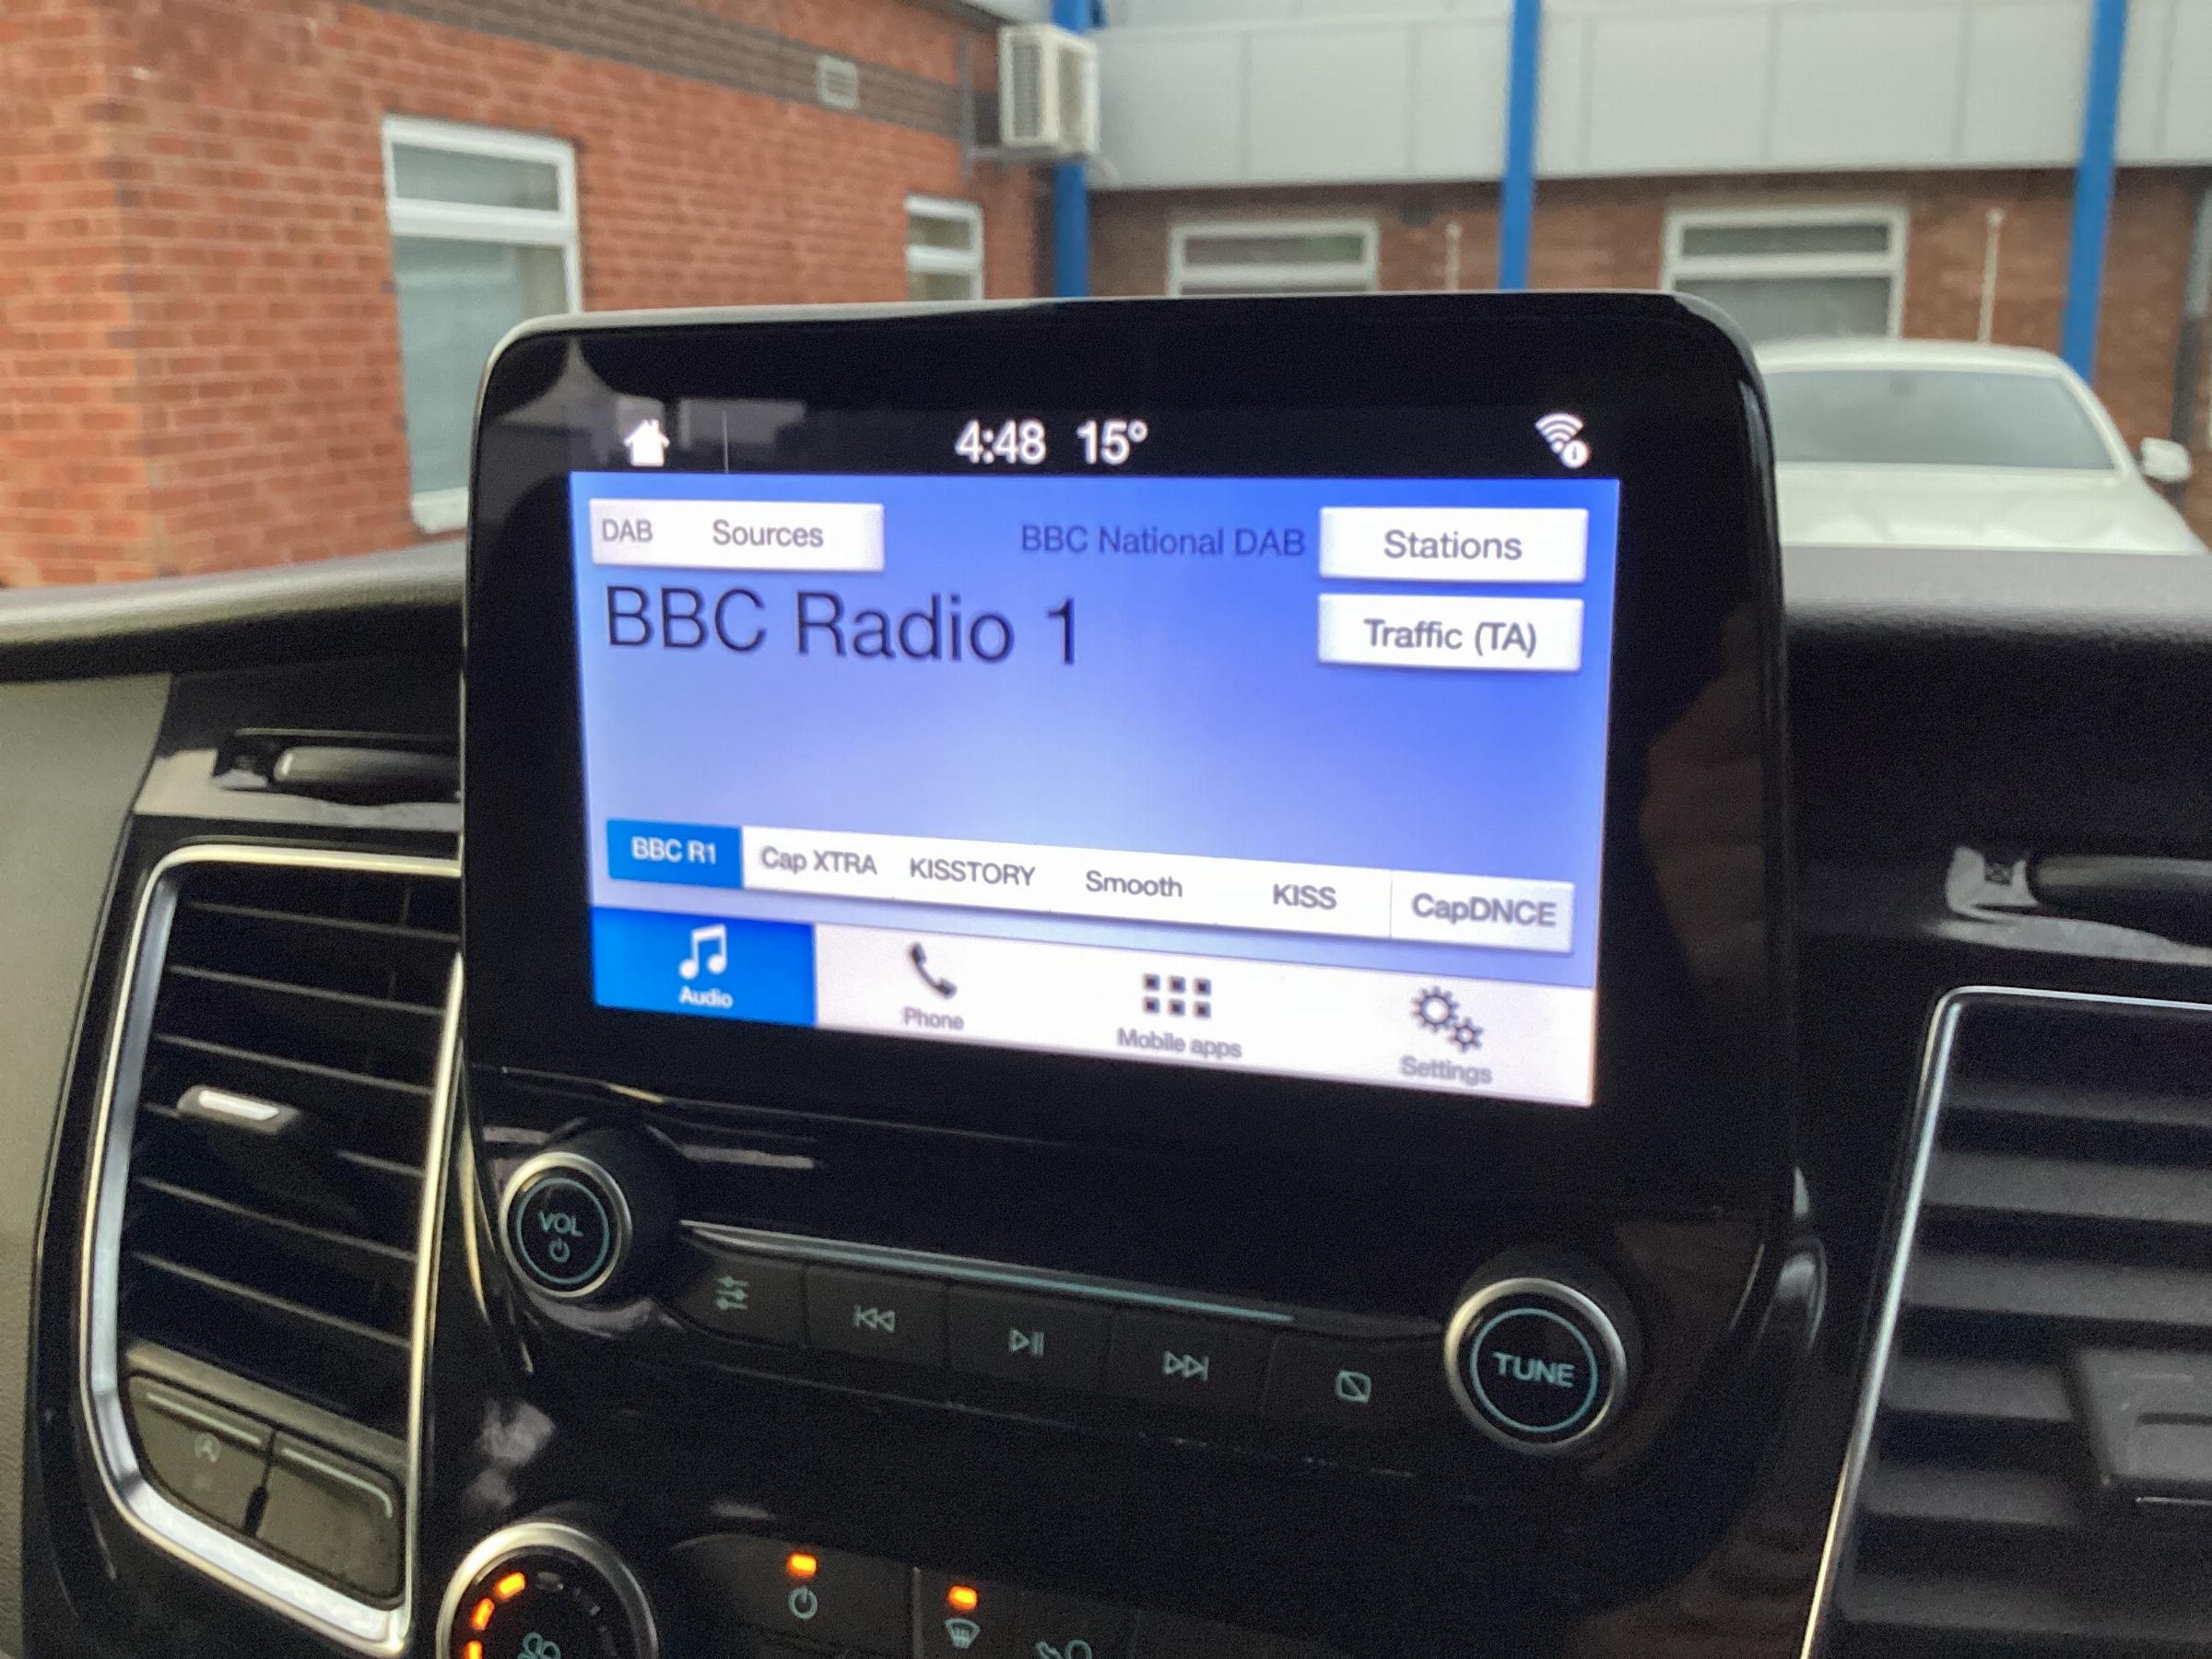 4:48 15°
DAB Sources BBC National DAB Stations
BBC Radio 1 Traffic (TA)
BBC R1 Cap XTRA KISSTORY Smooth KISS CapDNCE
Audio Phone Mobile apps Settings
VOL
TUNE